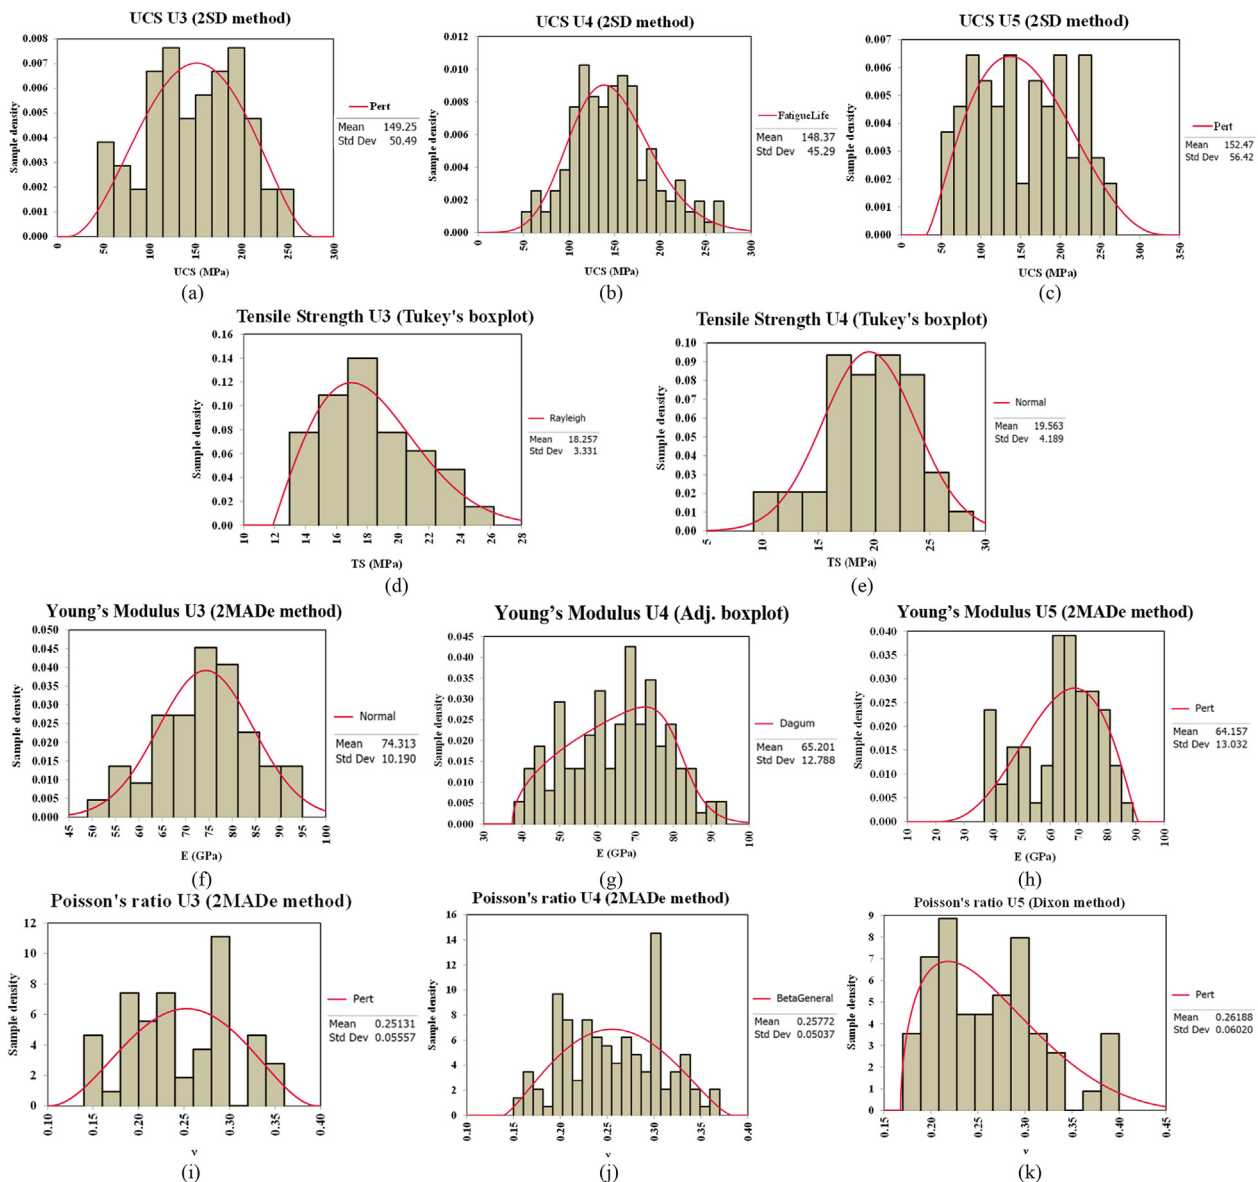 UCS U3 (2SD method)
Sample density
0.008
0.007
0.006
0.005
0.004
0.003
0.002
0.001
0.000
0
50
100
150
200
250
300
UCS (MPa)
Pert
Mean 149.25
Std Dev 50.49
(a)
UCS U4 (2SD method)
Sample density
0.012
0.010
0.008
0.006
0.004
0.002
0.000
0
50
100
150
200
250
300
UCS (MPa)
FatigueLife
Mean 148.37
Std Dev 45.29
(b)
UCS U5 (2SD method)
Sample density
0.007
0.006
0.005
0.004
0.003
0.002
0.001
0.000
0
50
100
150
200
250
300
350
UCS (MPa)
Pert
Mean 152.47
Std Dev 56.42
(c)
Tensile Strength U3 (Tukey's boxplot)
Sample density
0.16
0.14
0.12
0.10
0.08
0.06
0.04
0.02
0.00
10
12
14
16
18
20
22
24
26
28
TS (MPa)
Rayleigh
Mean 18.257
Std Dev 3.331
(d)
Tensile Strength U4 (Tukey's boxplot)
Sample density
0.10
0.09
0.08
0.07
0.06
0.05
0.04
0.03
0.02
0.01
0.00
5
10
15
20
25
30
TS (MPa)
Normal
Mean 19.563
Std Dev 4.189
(e)
Young’s Modulus U3 (2MADe method)
Sample density
0.050
0.045
0.040
0.035
0.030
0.025
0.020
0.015
0.010
0.005
0.000
45
50
55
60
65
70
75
80
85
90
95
100
E (GPa)
Normal
Mean 74.313
Std Dev 10.190
(f)
Young’s Modulus U4 (Adj. boxplot)
Sample density
0.045
0.040
0.035
0.030
0.025
0.020
0.015
0.010
0.005
0.000
30
40
50
60
70
80
90
100
E (GPa)
Dagum
Mean 65.201
Std Dev 12.788
(g)
Young’s Modulus U5 (2MADe method)
Sample density
0.040
0.035
0.030
0.025
0.020
0.015
0.010
0.005
0.000
10
20
30
40
50
60
70
80
90
100
E (GPa)
Pert
Mean 64.157
Std Dev 13.032
(h)
Poisson's ratio U3 (2MADe method)
Sample density
12
10
8
6
4
2
0
0.10
0.15
0.20
0.25
0.30
0.35
0.40
ν
Pert
Mean 0.25131
Std Dev 0.05557
(i)
Poisson's ratio U4 (2MADe method)
Sample density
16
14
12
10
8
6
4
2
0
0.10
0.15
0.20
0.25
0.30
0.35
0.40
ν
BetaGeneral
Mean 0.25772
Std Dev 0.05037
(j)
Poisson's ratio U5 (Dixon method)
Sample density
9
8
7
6
5
4
3
2
1
0
0.15
0.20
0.25
0.30
0.35
0.40
0.45
ν
Pert
Mean 0.26188
Std Dev 0.06020
(k)